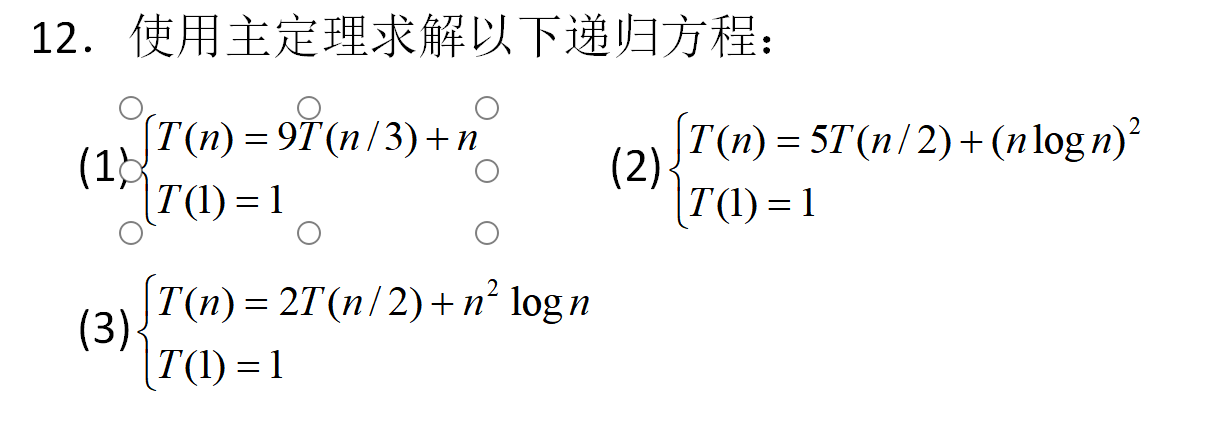 12. 使用主定理求解以下递归方程：
(1) T(n) = 9T(n/3) + n (2) T(n) = 5T(n/2) + (n log n)²
T(1) = 1 T(1) = 1
(3) T(n) = 2T(n/2) + n² log n
T(1) = 1